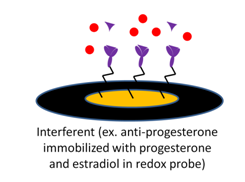 Interferent (ex. anti-progesterone
immobilized with progesterone
and estradiol in redox probe)